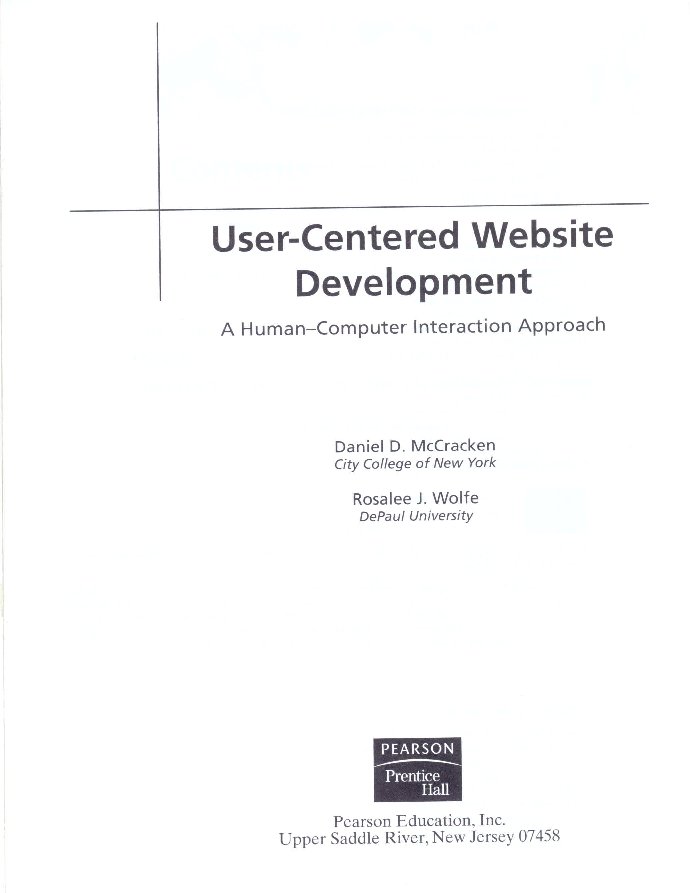 User-Centered Website
Development
A Human–Computer Interaction Approach
Daniel D. McCracken
City College of New York
Rosalee J. Wolfe
DePaul University
PEARSON
Prentice
Hall
Pearson Education, Inc.
Upper Saddle River, New Jersey 07458